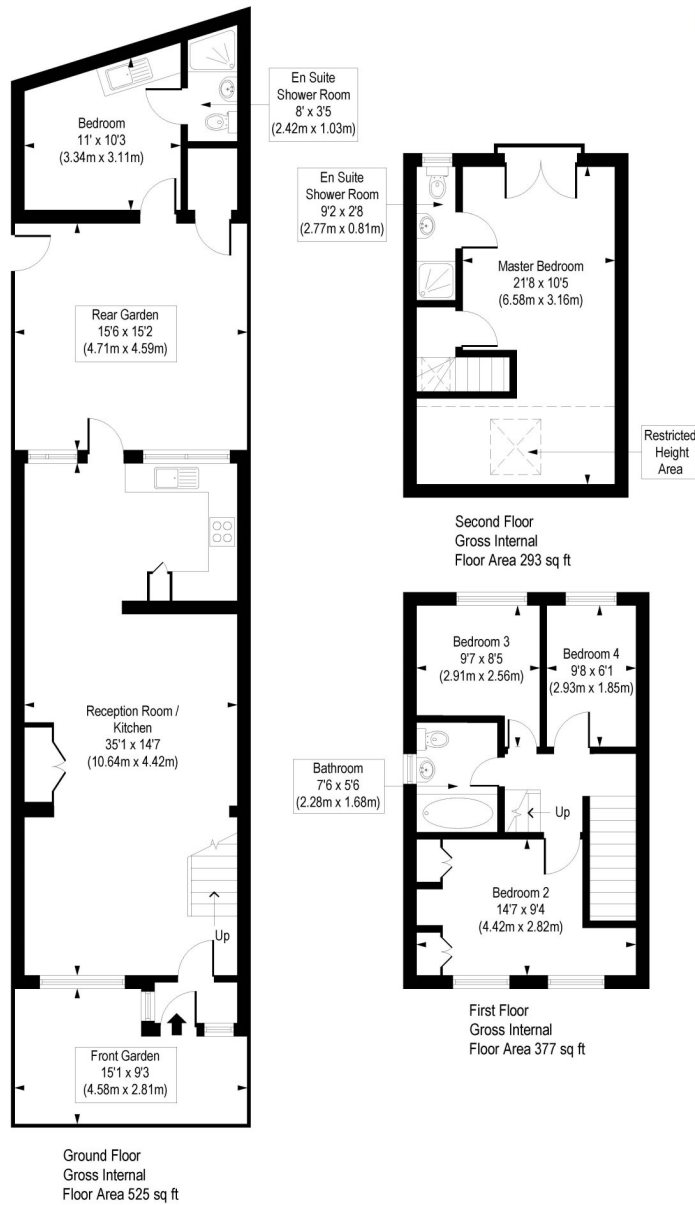 Bedroom
11' x 10'3
(3.34m x 3.11m)
En Suite
Shower Room
8' x 3'5
(2.42m x 1.03m)
Rear Garden
15'6 x 15'2
(4.71m x 4.59m)
Reception Room /
Kitchen
35'1 x 14'7
(10.64m x 4.42m)
Up
Front Garden
15'1 x 9'3
(4.58m x 2.81m)
Ground Floor
Gross Internal
Floor Area 525 sq ft
En Suite
Shower Room
9'2 x 2'8
(2.77m x 0.81m)
Master Bedroom
21'8 x 10'5
(6.58m x 3.16m)
Restricted
Height
Area
Second Floor
Gross Internal
Floor Area 293 sq ft
Bedroom 3
9'7 x 8'5
(2.91m x 2.56m)
Bedroom 4
9'8 x 6'1
(2.93m x 1.85m)
Bathroom
7'6 x 5'6
(2.28m x 1.68m)
Up
Bedroom 2
14'7 x 9'4
(4.42m x 2.82m)
First Floor
Gross Internal
Floor Area 377 sq ft